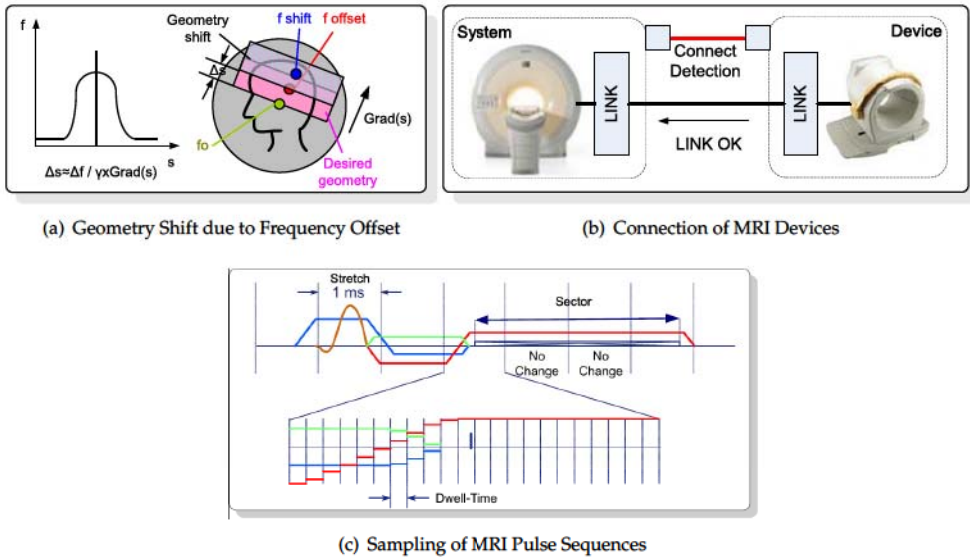 f
s
Δs≈Δf / γxGrad(s)
Geometry
shift
f shift
f offset
Δs
fo
Grad(s)
Desired
geometry
(a) Geometry Shift due to Frequency Offset
System
Device
Connect
Detection
LINK
LINK
LINK OK
(b) Connection of MRI Devices
Stretch
1 ms
Sector
No
Change
No
Change
Dwell-Time
(c) Sampling of MRI Pulse Sequences